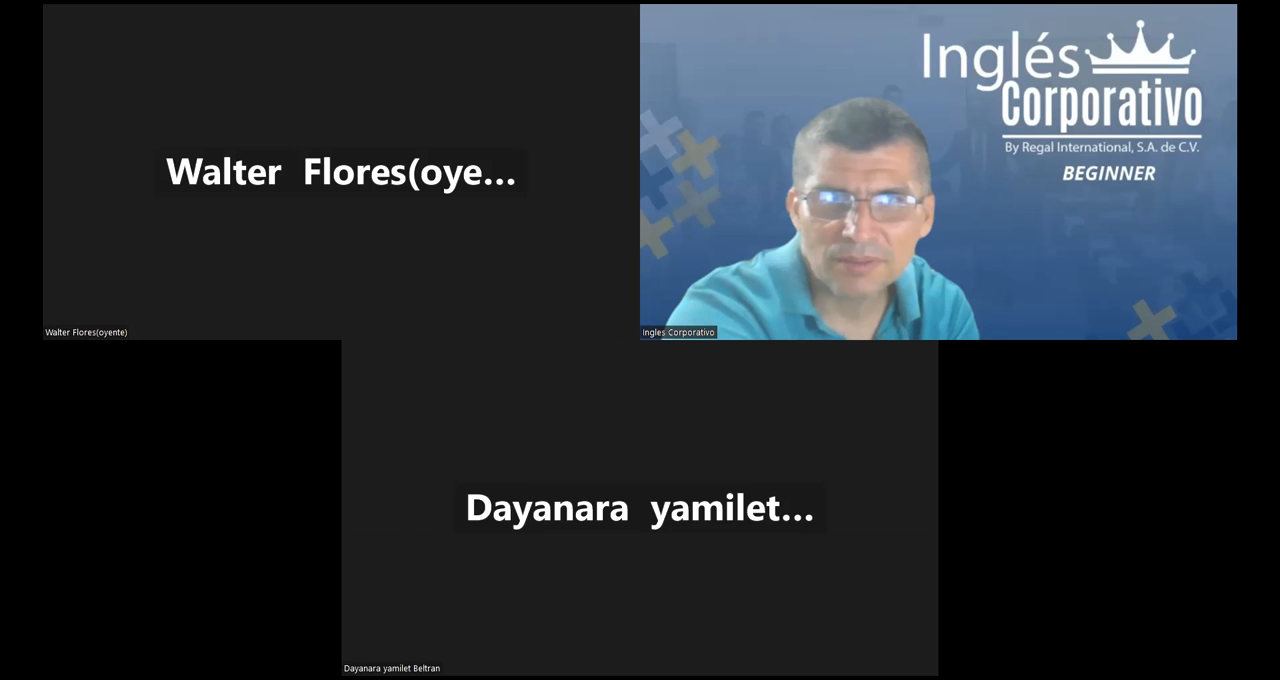 Walter Flores(oye...
Walter Flores(oyente)
Inglés
Corporativo
By Regal International, S.A. de C.V.
BEGINNER
Ingles Corporativo
Dayanara yamilet...
Dayanara yamilet Beltran